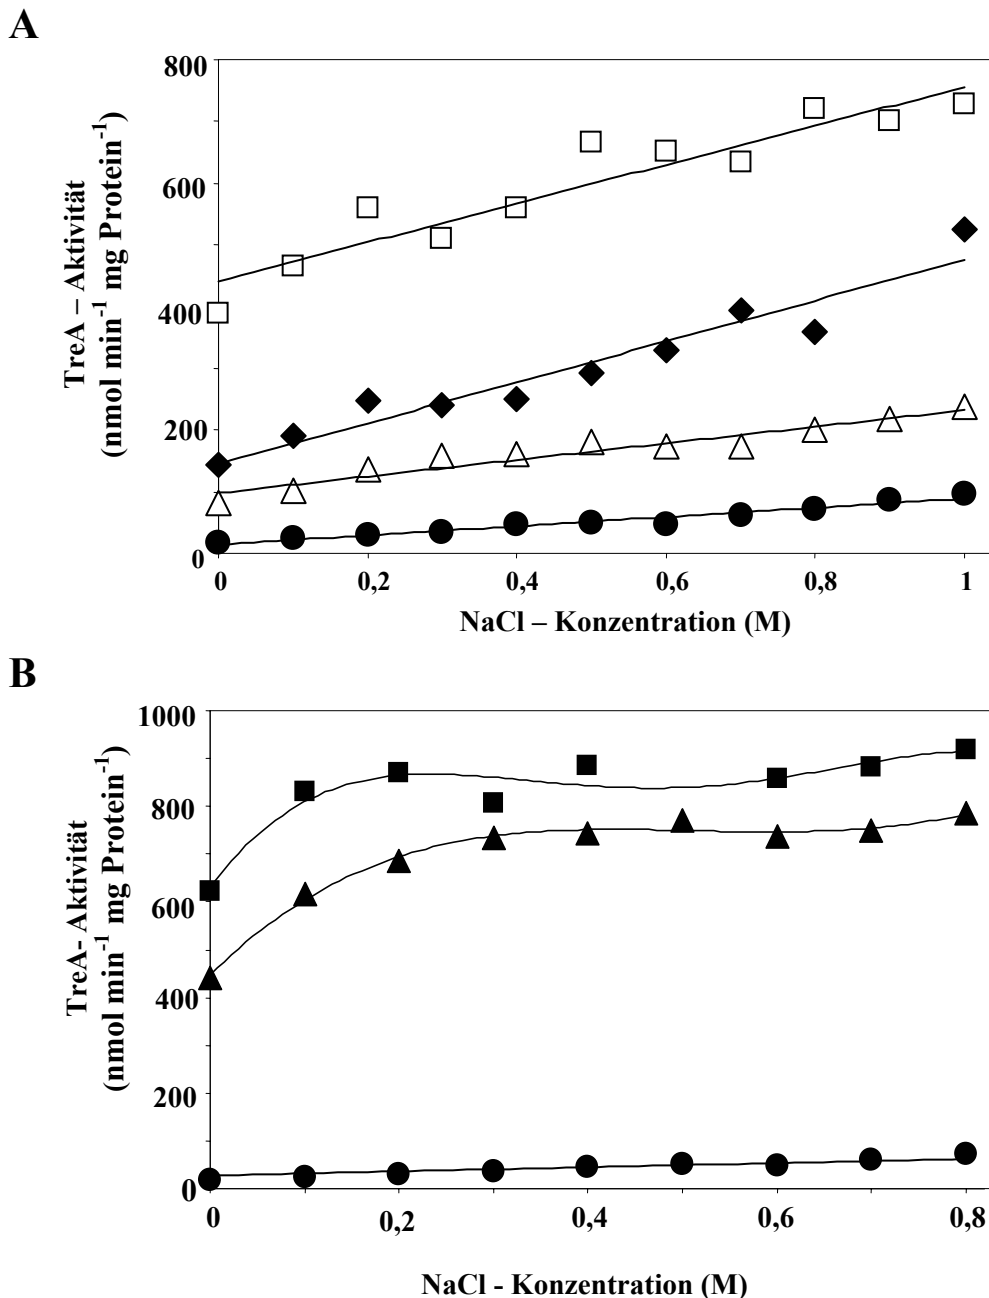 A
800
600
400
200
0
TreA – Aktivität
(nmol min⁻¹ mg Protein⁻¹)
0 0,2 0,4 0,6 0,8 1
NaCl – Konzentration (M)
B
1000
800
600
400
200
0
TreA- Aktivität
(nmol min⁻¹ mg Protein⁻¹)
0 0,2 0,4 0,6 0,8
NaCl - Konzentration (M)